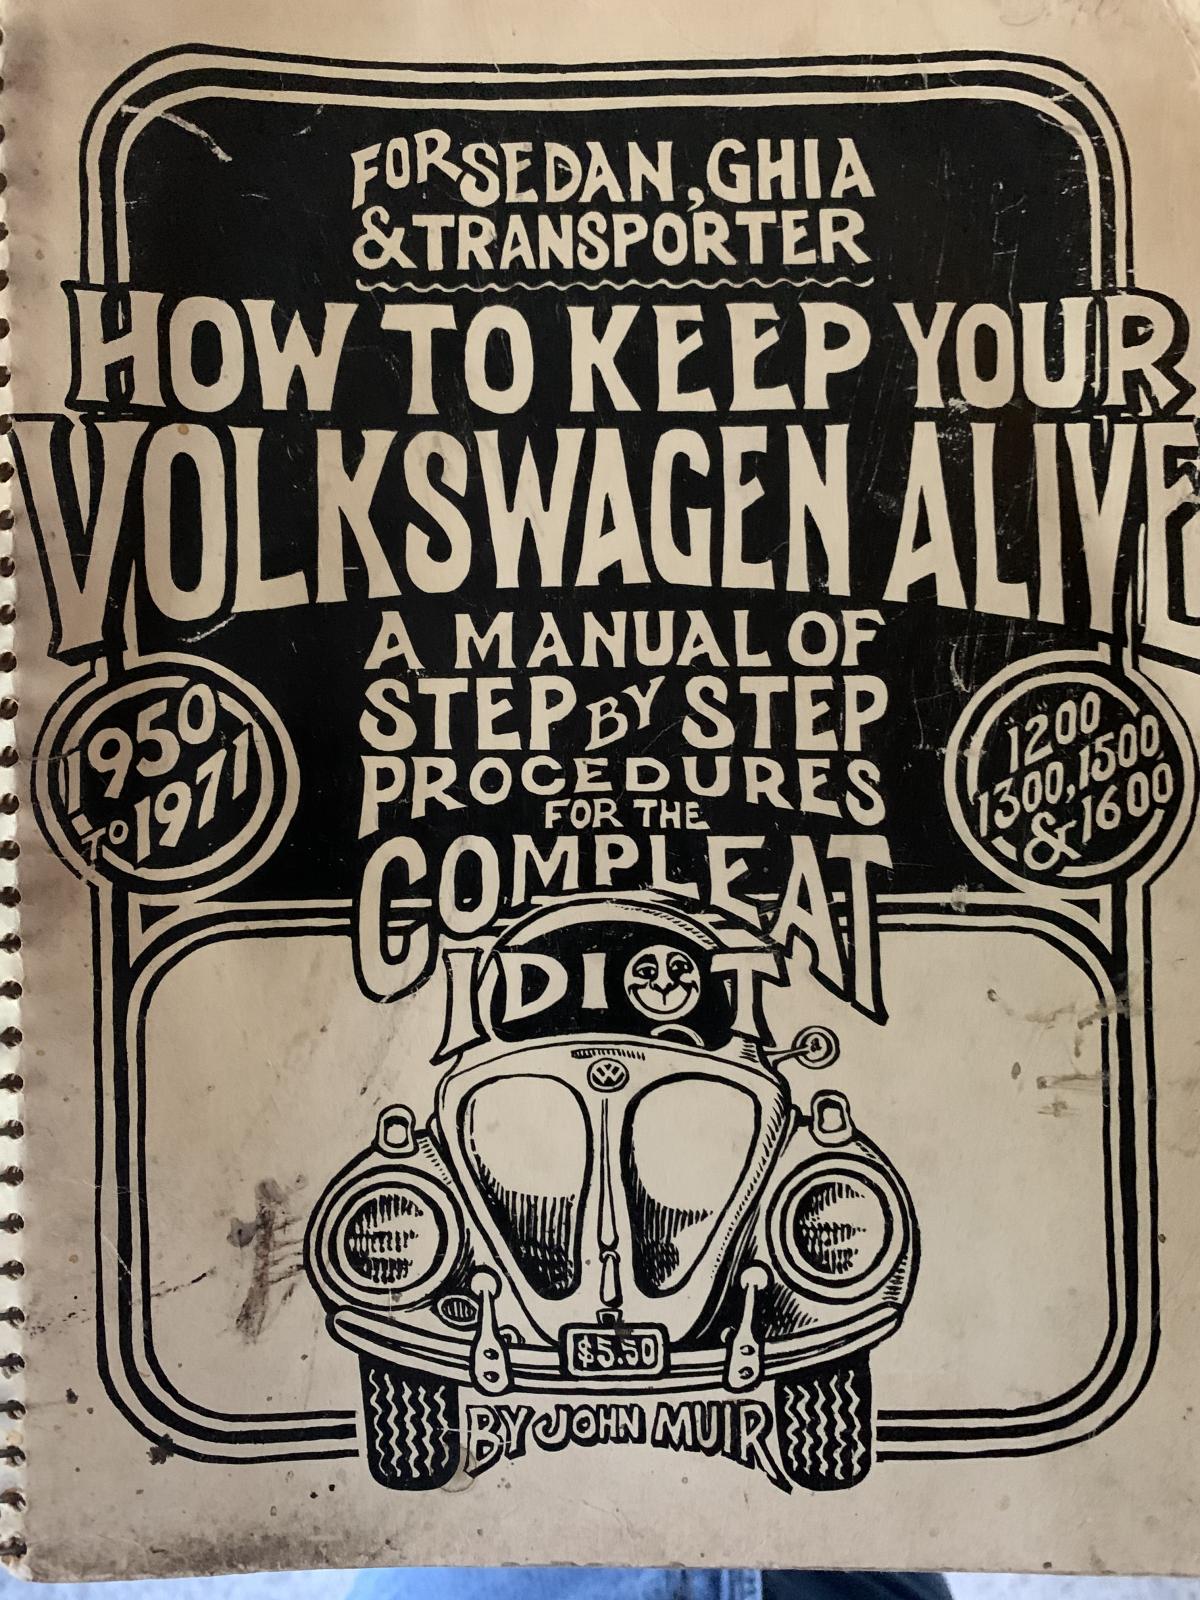 FOR SEDAN, GHIA
& TRANSPORTER
HOW TO KEEP YOUR
VOLKSWAGEN ALIVE
A MANUAL OF
STEP BY STEP
PROCEDURES
FOR THE
COMPLEAT
IDIOT
1950
TO 1971
1200
1300, 1500
& 1600
VW
$5.50
BY JOHN MUIR